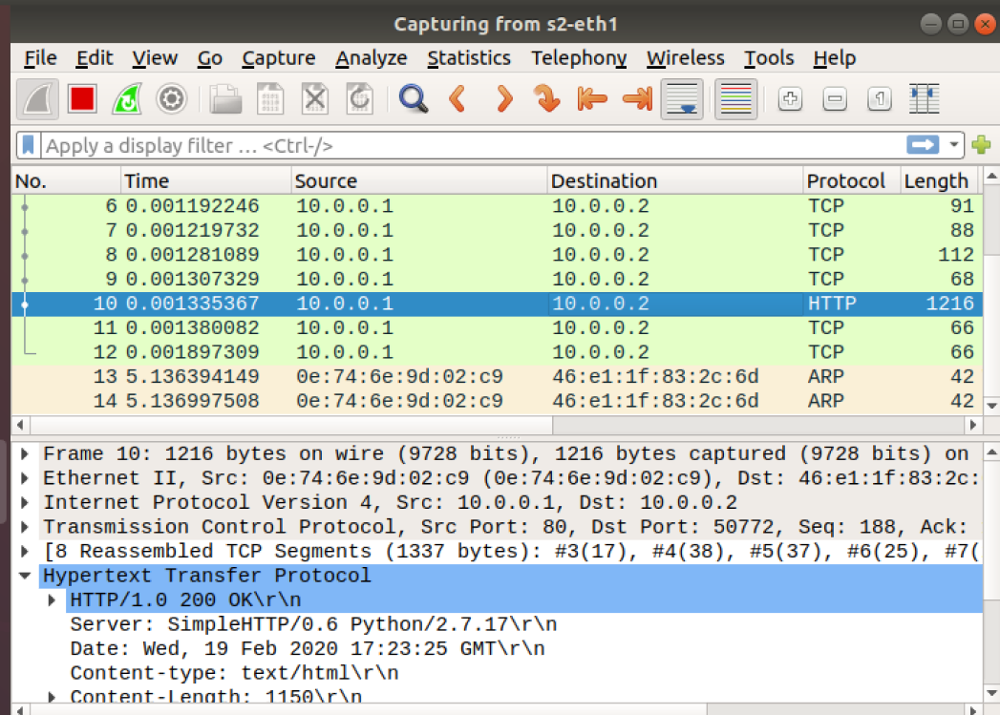 Capturing from s2-eth1
File Edit View Go Capture Analyze Statistics Telephony Wireless Tools Help
Apply a display filter … <Ctrl-/>
No. Time Source Destination Protocol Length
6 0.001192246 10.0.0.1 10.0.0.2 TCP 91
7 0.001219732 10.0.0.1 10.0.0.2 TCP 88
8 0.001281089 10.0.0.1 10.0.0.2 TCP 112
9 0.001307329 10.0.0.1 10.0.0.2 TCP 68
10 0.001335367 10.0.0.1 10.0.0.2 HTTP 1216
11 0.001380082 10.0.0.1 10.0.0.2 TCP 66
12 0.001897309 10.0.0.1 10.0.0.2 TCP 66
13 5.136394149 0e:74:6e:9d:02:c9 46:e1:1f:83:2c:6d ARP 42
14 5.136997508 0e:74:6e:9d:02:c9 46:e1:1f:83:2c:6d ARP 42
Frame 10: 1216 bytes on wire (9728 bits), 1216 bytes captured (9728 bits) on
Ethernet II, Src: 0e:74:6e:9d:02:c9 (0e:74:6e:9d:02:c9), Dst: 46:e1:1f:83:2c:
Internet Protocol Version 4, Src: 10.0.0.1, Dst: 10.0.0.2
Transmission Control Protocol, Src Port: 80, Dst Port: 50772, Seq: 188, Ack:
[8 Reassembled TCP Segments (1337 bytes): #3(17), #4(38), #5(37), #6(25), #7(
Hypertext Transfer Protocol
HTTP/1.0 200 OK\r\n
Server: SimpleHTTP/0.6 Python/2.7.17\r\n
Date: Wed, 19 Feb 2020 17:23:25 GMT\r\n
Content-type: text/html\r\n
Content-Length: 1150\r\n